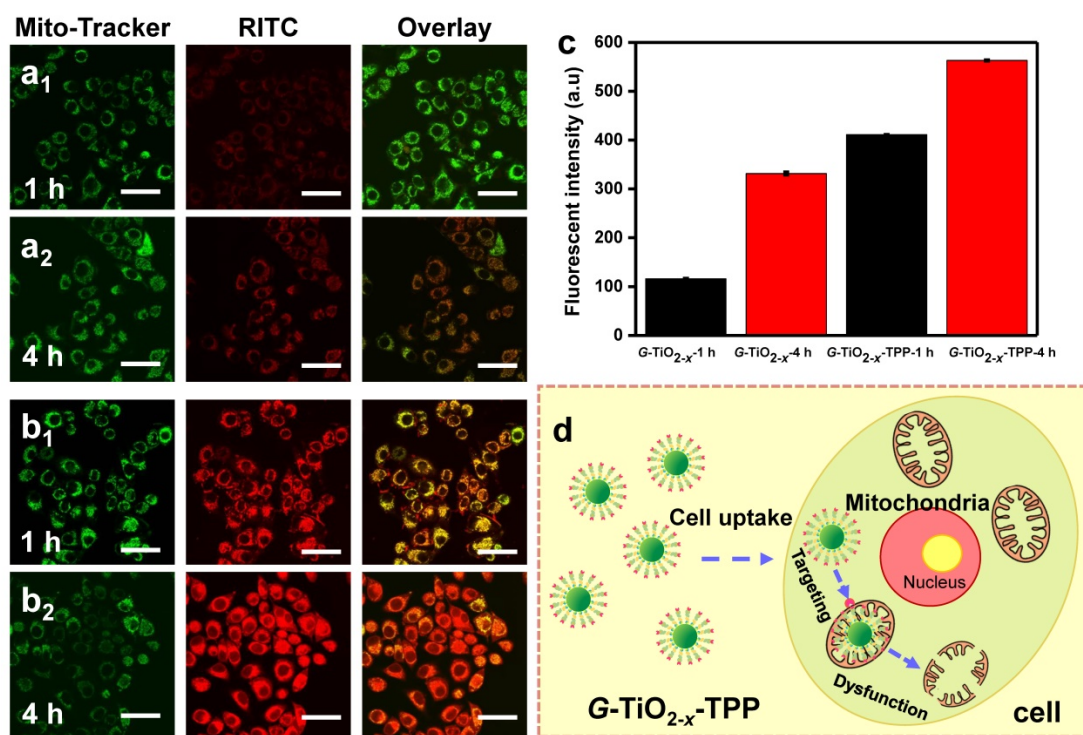 Mito-Tracker RITC Overlay
a1
1 h
a2
4 h
b1
1 h
b2
4 h
c
Fluorescent intensity (a.u)
600
500
400
300
200
100
0
G-TiO2-x-1 h G-TiO2-x-4 h G-TiO2-x-TPP-1 h G-TiO2-x-TPP-4 h
d
Cell uptake
Mitochondria
Nucleus
Targeting
Dysfunction
G-TiO2-x-TPP
cell